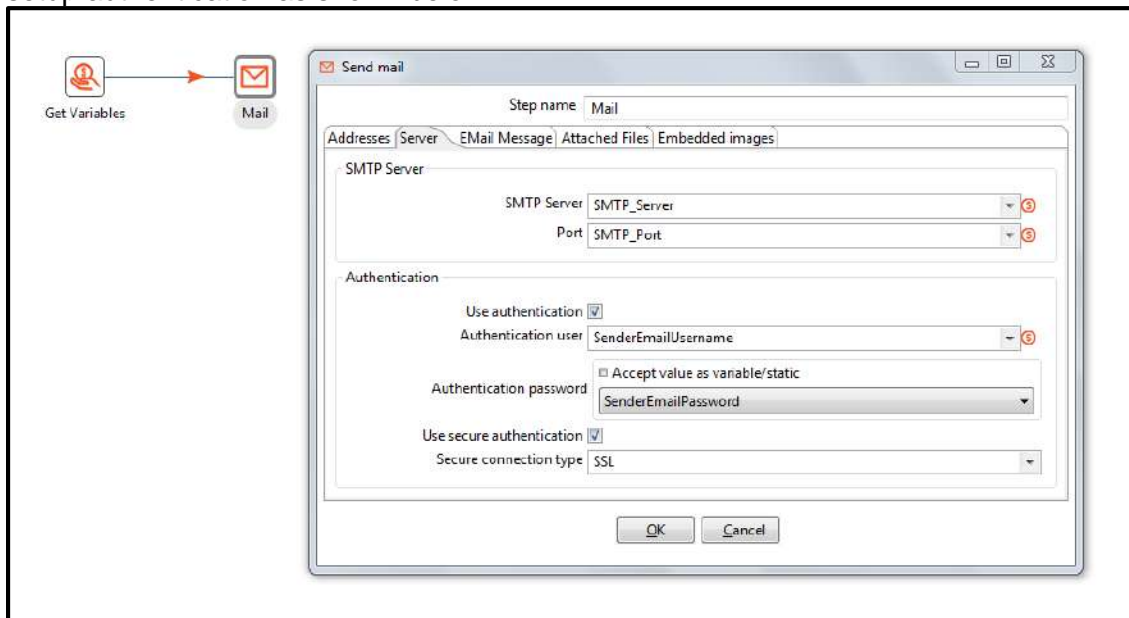 Send mail
Get Variables
Mail
Step name Mail
Addresses Server EMail Message Attached Files Embedded images
SMTP Server
SMTP Server SMTP_Server
Port SMTP_Port
Authentication
Use authentication
Authentication user SenderEmailUsername
Accept value as variable/static
Authentication password
SenderEmailPassword
Use secure authentication
Secure connection type SSL
OK Cancel